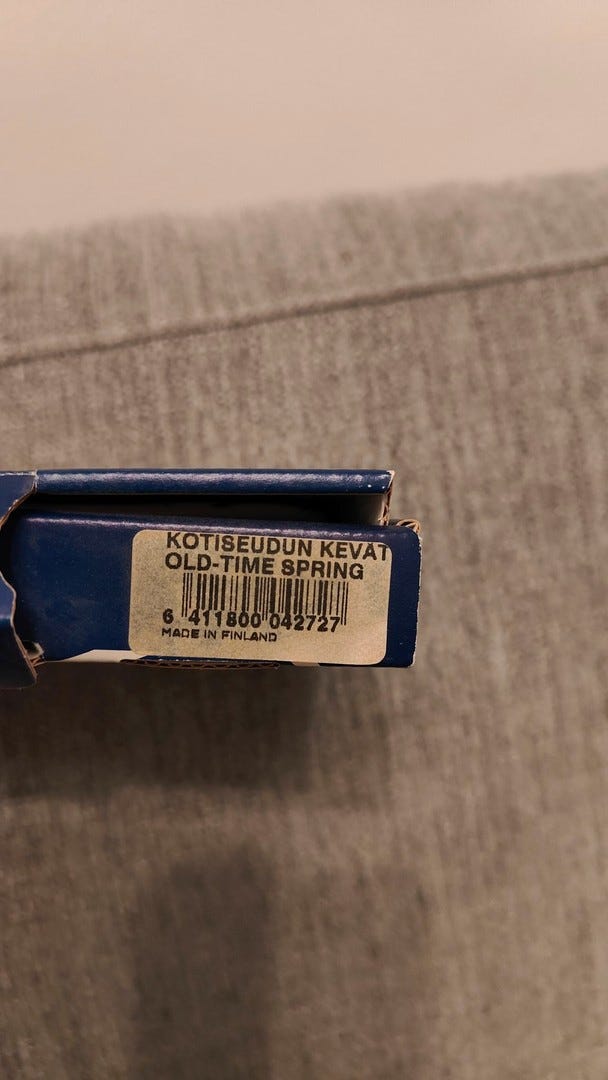 KOTISEUDUN KEVAT
OLD-TIME SPRING
6 411800 042727
MADE IN FINLAND